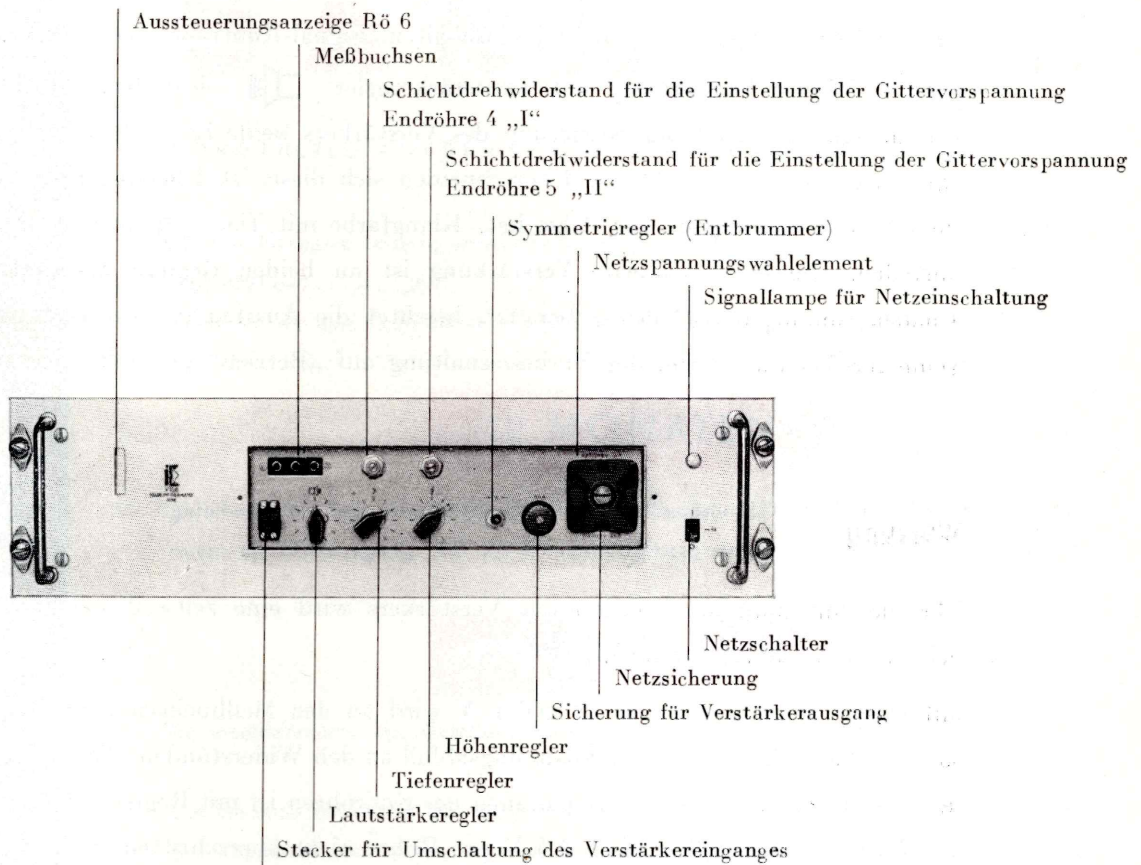 Aussteuerungsanzeige Rö 6
Meßbuchsen
Schichtdrehwiderstand für die Einstellung der Gittervorspannung
Endröhre 4 „I“
Schichtdrehwiderstand für die Einstellung der Gittervorspannung
Endröhre 5 „II“
Symmetrieregler (Entbrummer)
Netzspannungswahlelement
Signallampe für Netzeinschaltung
Netzschalter
Netzsicherung
Sicherung für Verstärkerausgang
Höhenregler
Tiefenregler
Lautstärkeregler
Stecker für Umschaltung des Verstärkereinganges